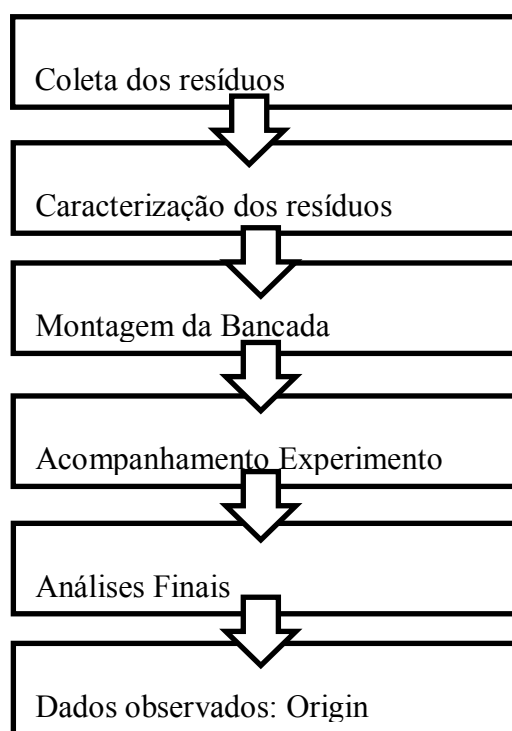 Coleta dos resíduos
Caracterização dos resíduos
Montagem da Bancada
Acompanhamento Experimento
Análises Finais
Dados observados: Origin